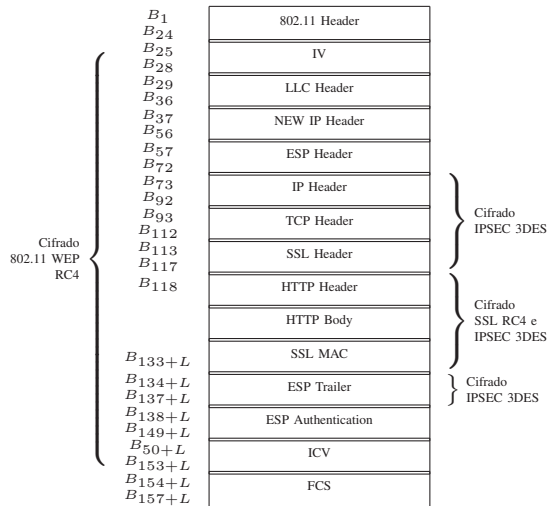 B1 802.11 Header
B24
B25 IV
B28
B29 LLC Header
B36
B37 NEW IP Header
B56
B57 ESP Header
B72
B73 IP Header
B92
B93 TCP Header
B112
B113 SSL Header
B117
B118 HTTP Header
HTTP Body
SSL MAC
B133+L
B134+L ESP Trailer
B137+L
B138+L ESP Authentication
B149+L
B50+L ICV
B153+L
B154+L FCS
B157+L
Cifrado
802.11 WEP
RC4
Cifrado
IPSEC 3DES
Cifrado
SSL RC4 e
IPSEC 3DES
Cifrado
IPSEC 3DES